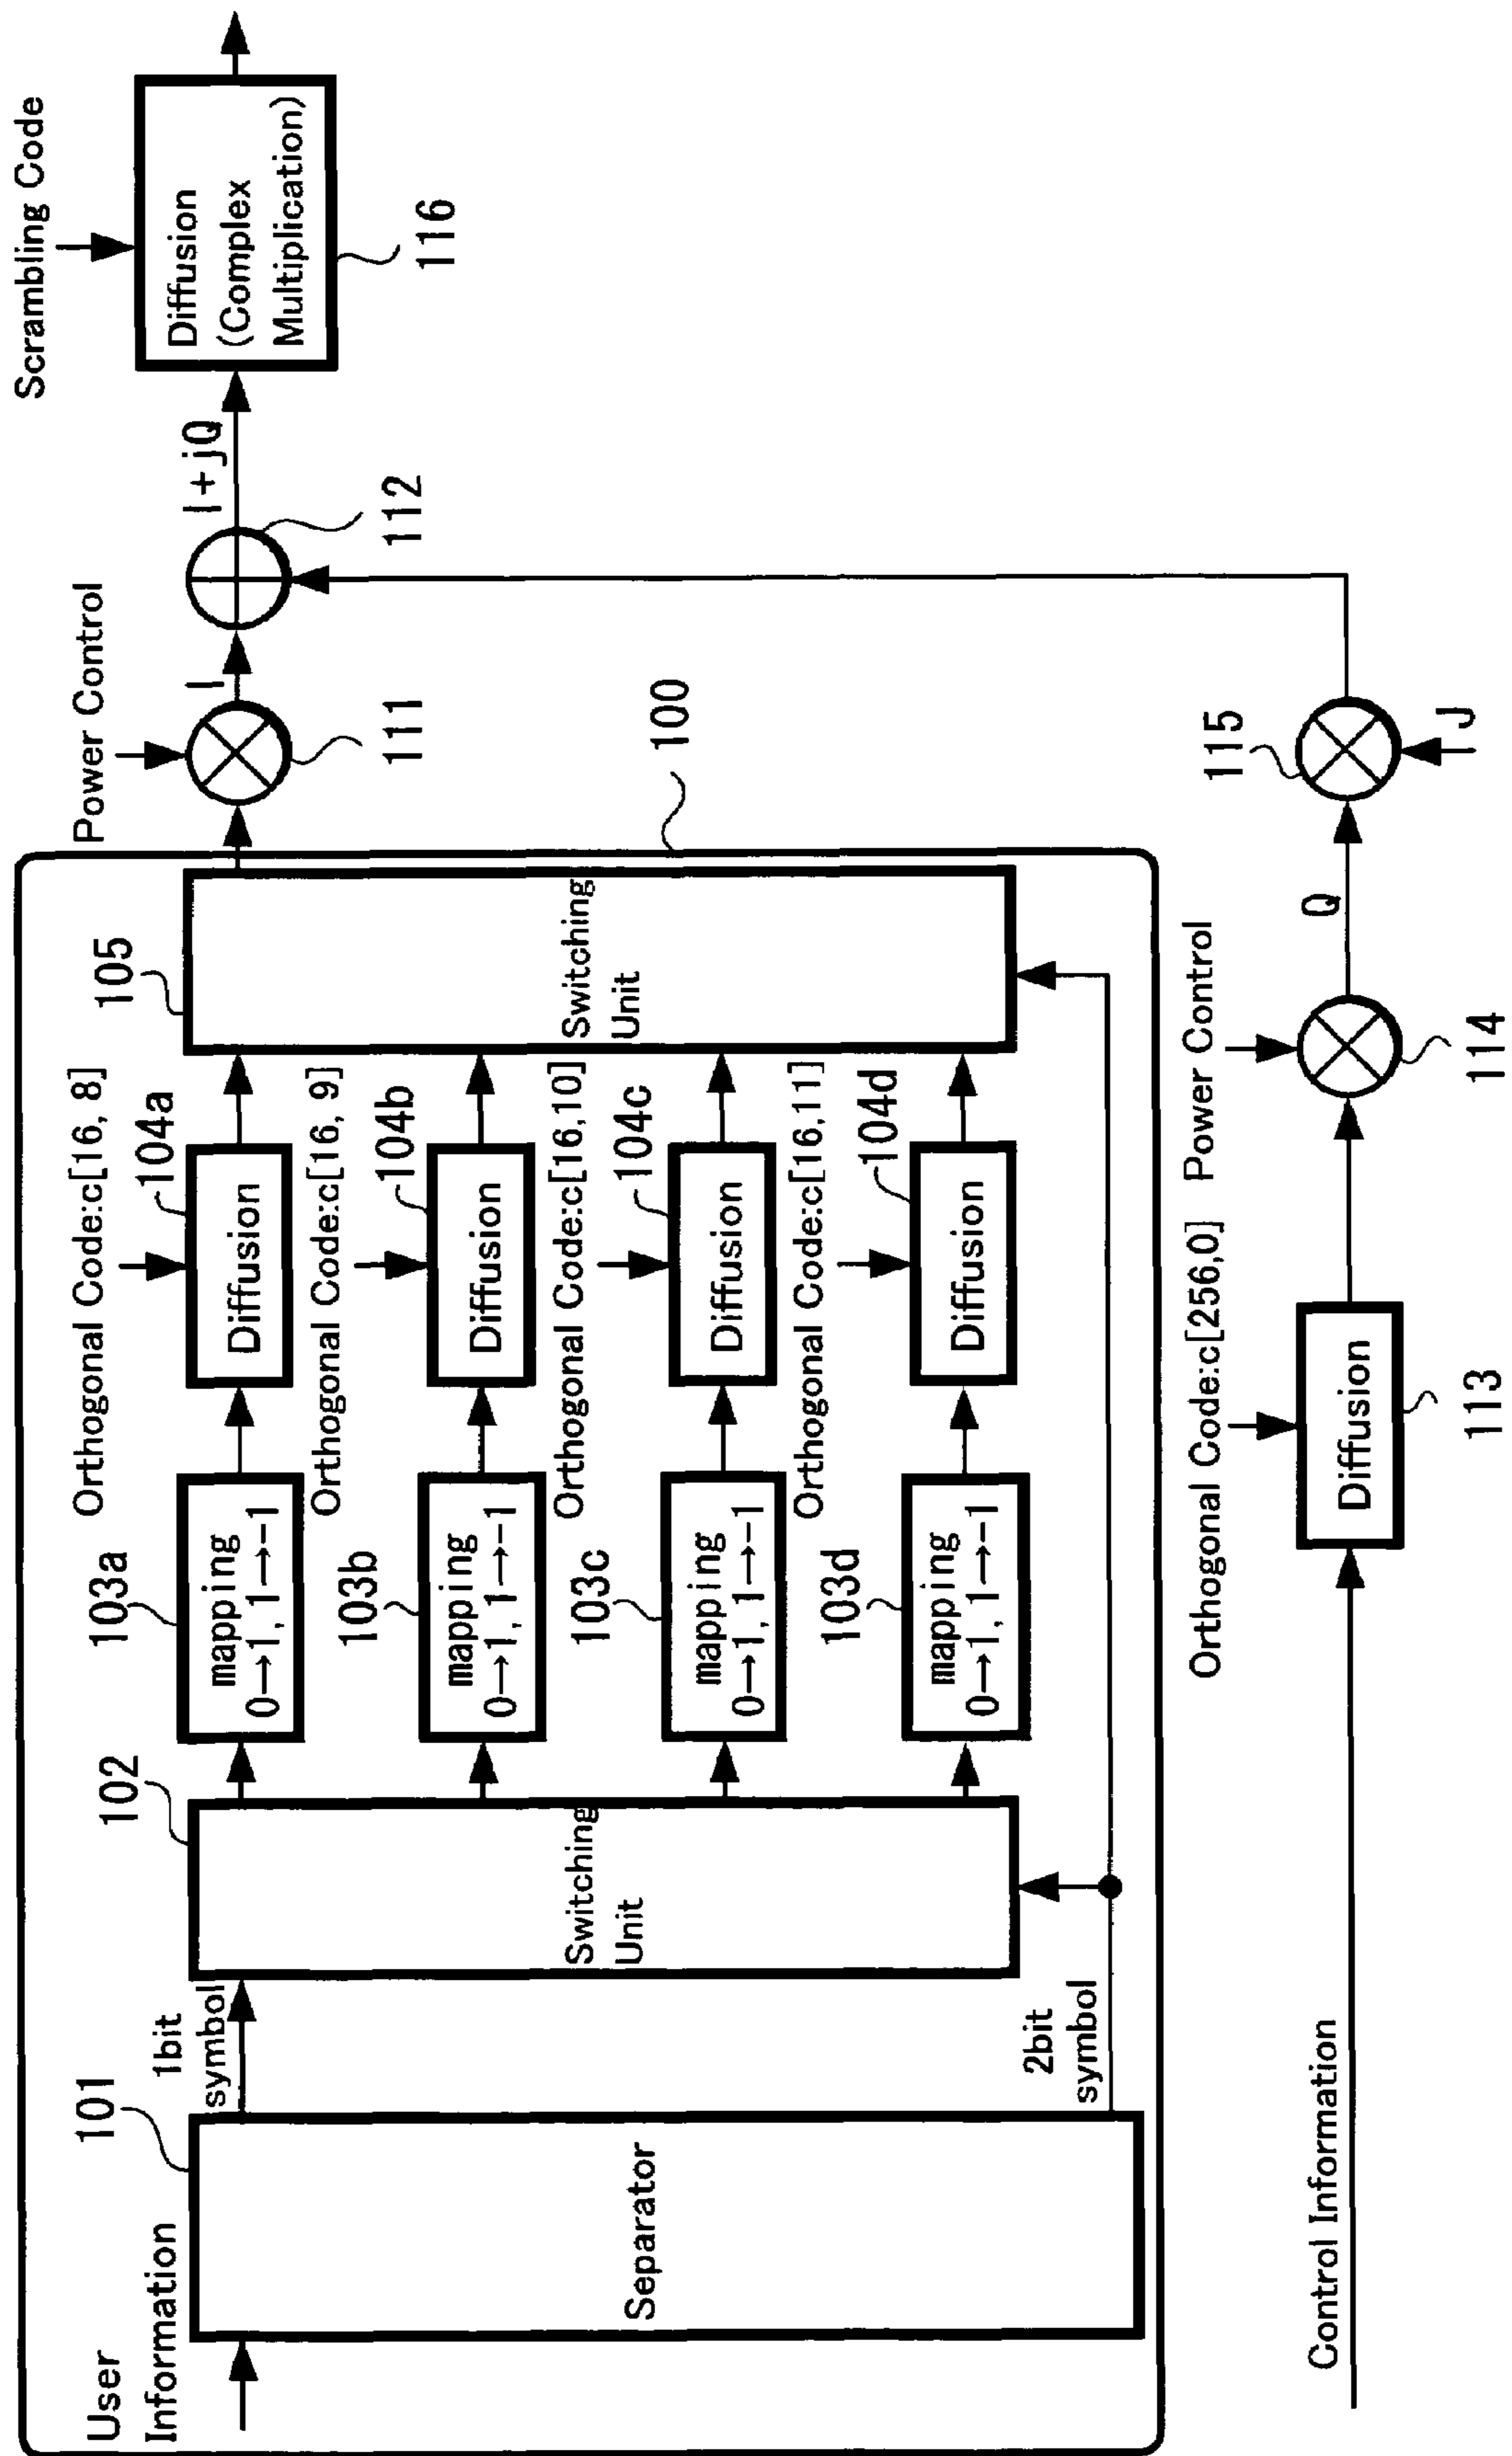 User
Information
101
Separator
1bit
symbol
2bit
symbol
102
Switching
Unit
103a
mapping
0→1, 1→-1
103b
mapping
0→1, 1→-1
103c
mapping
0→1, 1→-1
103d
mapping
0→1, 1→-1
Orthogonal Code:c[16, 8]
104a
Diffusion
Orthogonal Code:c[16, 9]
104b
Diffusion
Orthogonal Code:c[16,10]
104c
Diffusion
Orthogonal Code:c[16,11]
104d
Diffusion
105
Switching
Unit
100
Power Control
111
I
112
I+jQ
Scrambling Code
Diffusion
(Complex
Multiplication)
116
Control Information
Orthogonal Code:c[256,0]
Diffusion
113
Power Control
114
Q
115
J